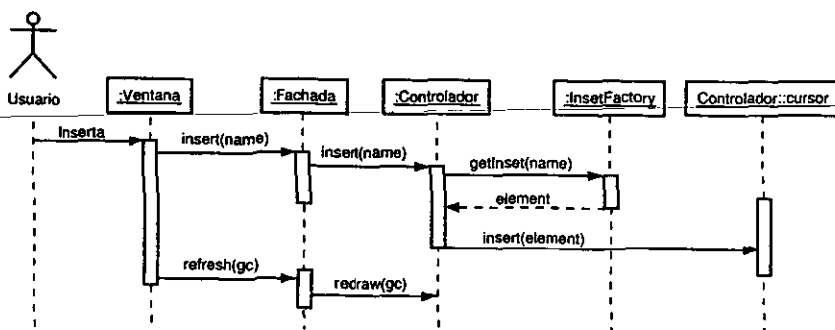 Usuario
:Ventana
:Fachada
:Controlador
:InsetFactory
Controlador::cursor
Inserta
insert(name)
insert(name)
getInset(name)
element
insert(element)
refresh(gc)
redraw(gc)